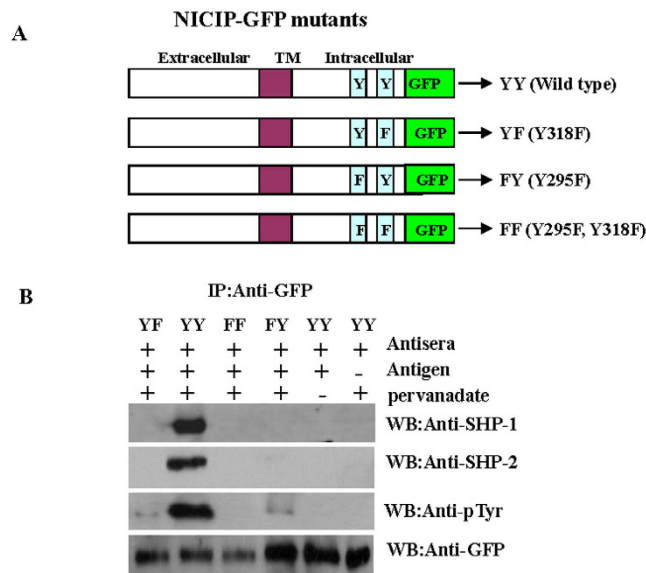 NICIP-GFP mutants
A
Extracellular TM Intracellular
Y Y GFP YY (Wild type)
Y F GFP YF (Y318F)
F Y GFP FY (Y295F)
F F GFP FF (Y295F, Y318F)
B
IP:Anti-GFP
YF YY FF FY YY YY
+ + + + + + Antisera
+ + + + + - Antigen
+ + + + - + pervanadate
WB:Anti-SHP-1
WB:Anti-SHP-2
WB:Anti-pTyr
WB:Anti-GFP